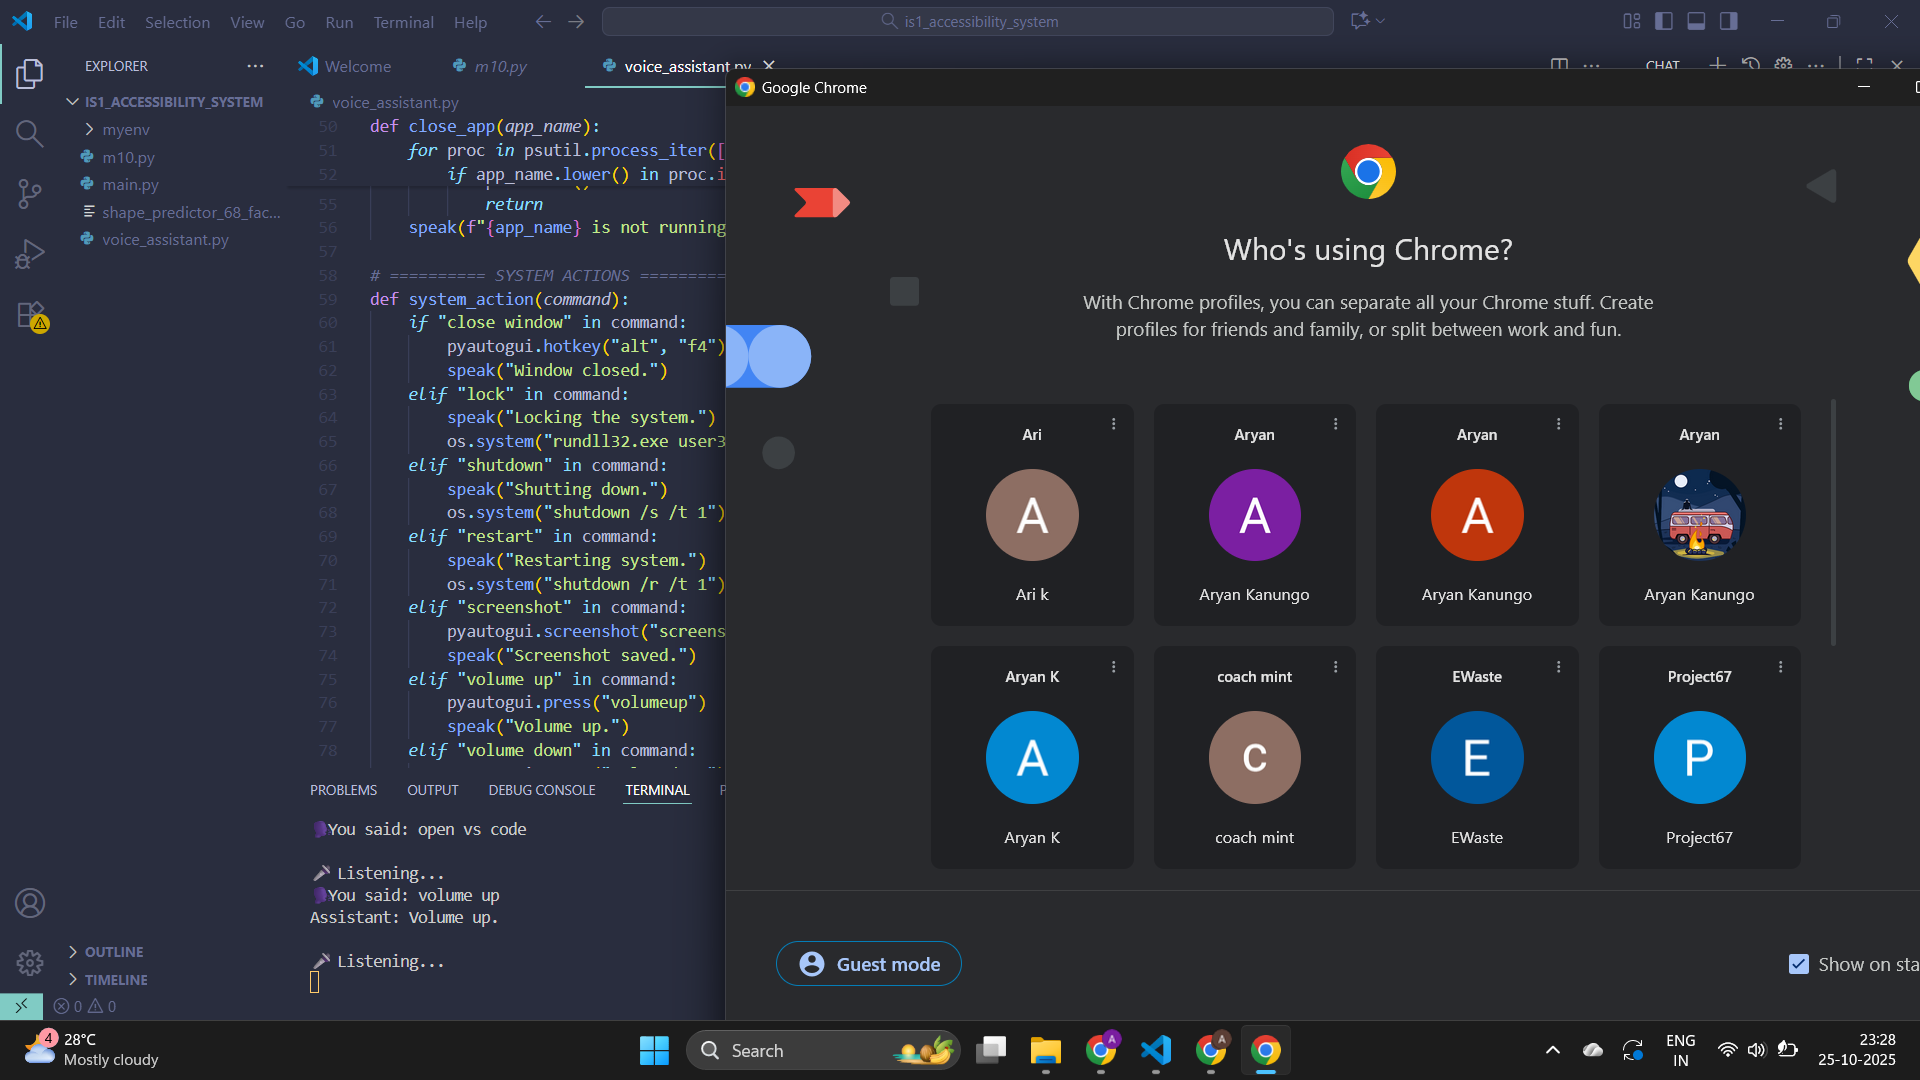 File Edit Selection View Go Run Terminal Help
is1_accessibility_system
EXPLORER
IS1_ACCESSIBILITY_SYSTEM
myenv
m10.py
main.py
shape_predictor_68_fac...
voice_assistant.py
OUTLINE
TIMELINE
0 0
Welcome m10.py voice_assistant.py
CHAT
voice_assistant.py
50 def close_app(app_name):
51 for proc in psutil.process_iter([
52 if app_name.lower() in proc.i
55 return
56 speak(f"{app_name} is not running
57
58 # ========== SYSTEM ACTIONS =========
59 def system_action(command):
60 if "close window" in command:
61 pyautogui.hotkey("alt", "f4")
62 speak("Window closed.")
63 elif "lock" in command:
64 speak("Locking the system.")
65 os.system("rundll32.exe user3
66 elif "shutdown" in command:
67 speak("Shutting down.")
68 os.system("shutdown /s /t 1")
69 elif "restart" in command:
70 speak("Restarting system.")
71 os.system("shutdown /r /t 1")
72 elif "screenshot" in command:
73 pyautogui.screenshot("screens
74 speak("Screenshot saved.")
75 elif "volume up" in command:
76 pyautogui.press("volumeup")
77 speak("Volume up.")
78 elif "volume down" in command:
PROBLEMS OUTPUT DEBUG CONSOLE TERMINAL P
You said: open vs code
Listening...
You said: volume up
Assistant: Volume up.
Listening...
Google Chrome
Who's using Chrome?
With Chrome profiles, you can separate all your Chrome stuff. Create
profiles for friends and family, or split between work and fun.
Ari Aryan Aryan Aryan
A A A
Ari k Aryan Kanungo Aryan Kanungo Aryan Kanungo
Aryan K coach mint EWaste Project67
A c E P
Aryan K coach mint EWaste Project67
Guest mode
Show on sta
4
28°C
Mostly cloudy
Search
A
A
ENG
IN
23:28
25-10-2025